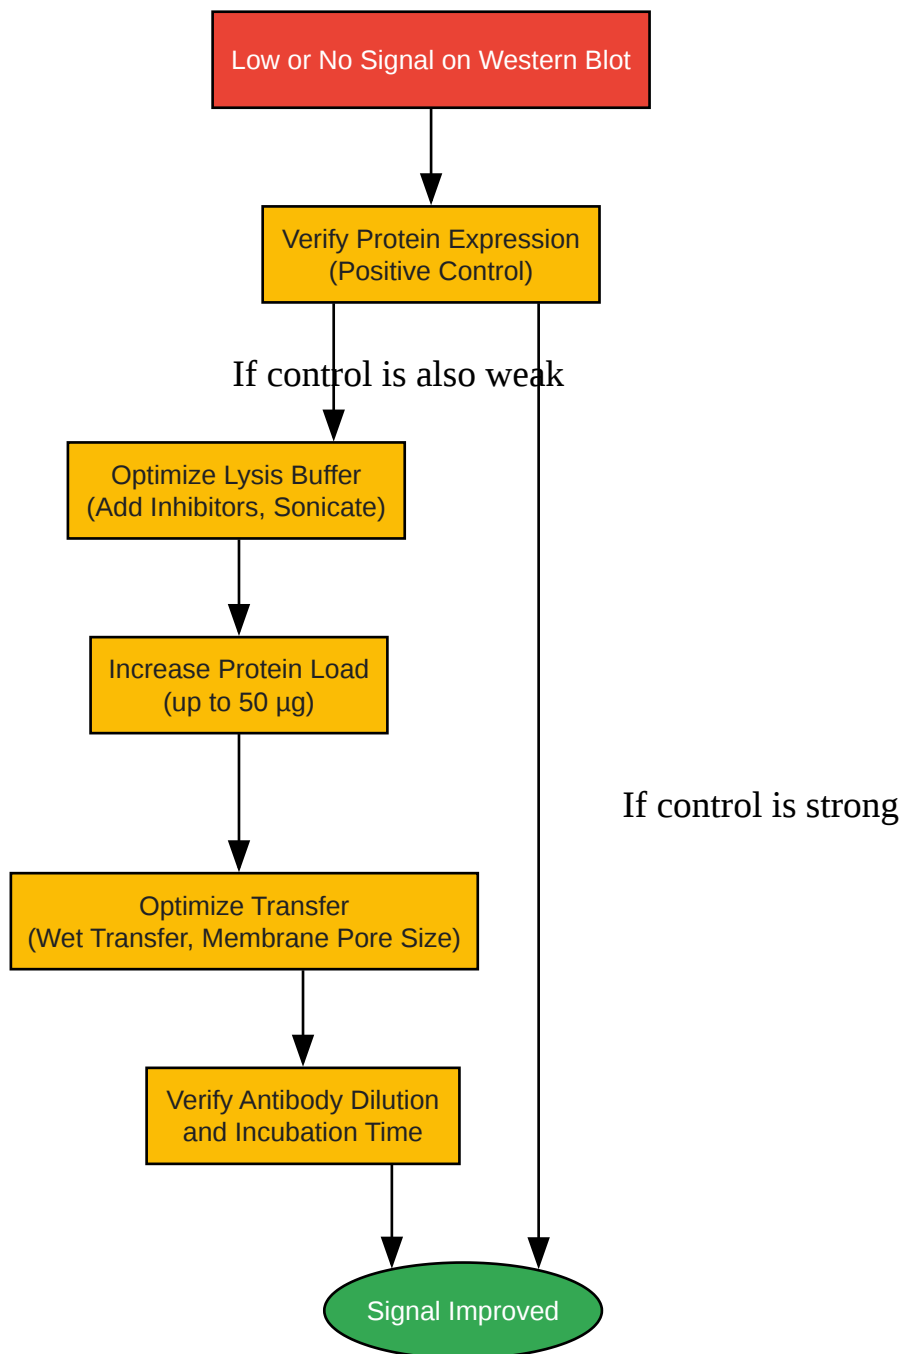 Low or No Signal on Western Blot
Verify Protein Expression
(Positive Control)
If control is also weak
Optimize Lysis Buffer
(Add Inhibitors, Sonicate)
Increase Protein Load
(up to 50 µg)
If control is strong
Optimize Transfer
(Wet Transfer, Membrane Pore Size)
Verify Antibody Dilution
and Incubation Time
Signal Improved